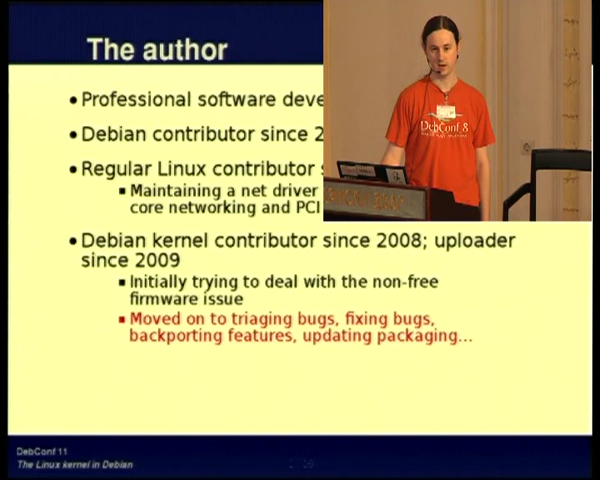 The author
Professional software deve
Debian contributor since 2
Regular Linux contributor
Maintaining a net driver
core networking and PCI
Debian kernel contributor since 2008; uploader
since 2009
Initially trying to deal with the non-free
firmware issue
Moved on to triaging bugs, fixing bugs,
backporting features, updating packaging...
DebConf 8
DebConf 11
The Linux kernel in Debian